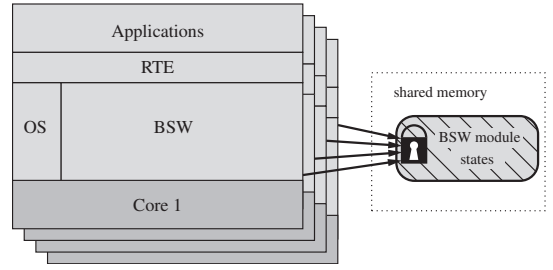 Applications
RTE
OS
BSW
Core 1
shared memory
BSW module
states